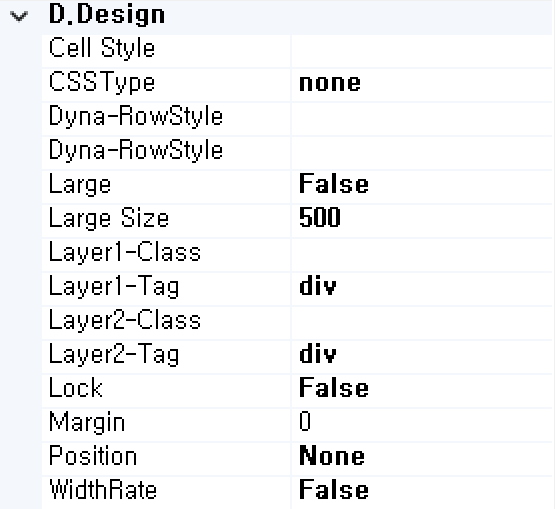 D.Design
Cell Style
CSSType none
Dyna-RowStyle
Dyna-RowStyle
Large False
Large Size 500
Layer1-Class
Layer1-Tag div
Layer2-Class
Layer2-Tag div
Lock False
Margin 0
Position None
WidthRate False